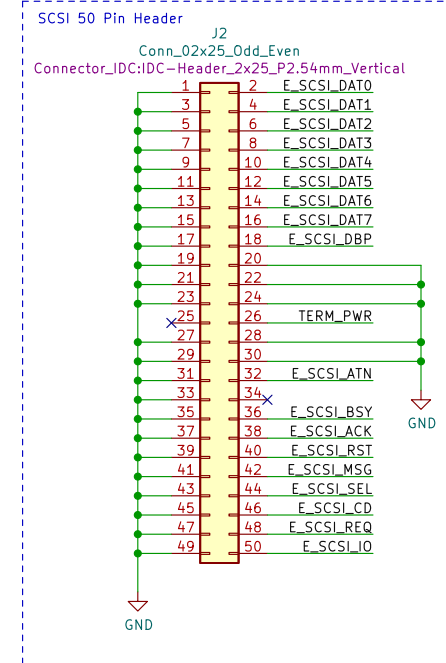 SCSI 50 Pin Header
J2
Conn_02x25_Odd_Even
Connector_IDC:IDC-Header_2x25_P2.54mm_Vertical
1 2 E_SCSI_DAT0
3 4 E_SCSI_DAT1
5 6 E_SCSI_DAT2
7 8 E_SCSI_DAT3
9 10 E_SCSI_DAT4
11 12 E_SCSI_DAT5
13 14 E_SCSI_DAT6
15 16 E_SCSI_DAT7
17 18 E_SCSI_DBP
19 20
21 22
23 24
25 26 TERM_PWR
27 28
29 30
31 32 E_SCSI_ATN
33 34
35 36 E_SCSI_BSY
37 38 E_SCSI_ACK
39 40 E_SCSI_RST
41 42 E_SCSI_MSG
43 44 E_SCSI_SEL
45 46 E_SCSI_CD
47 48 E_SCSI_REQ
49 50 E_SCSI_IO
GND
GND